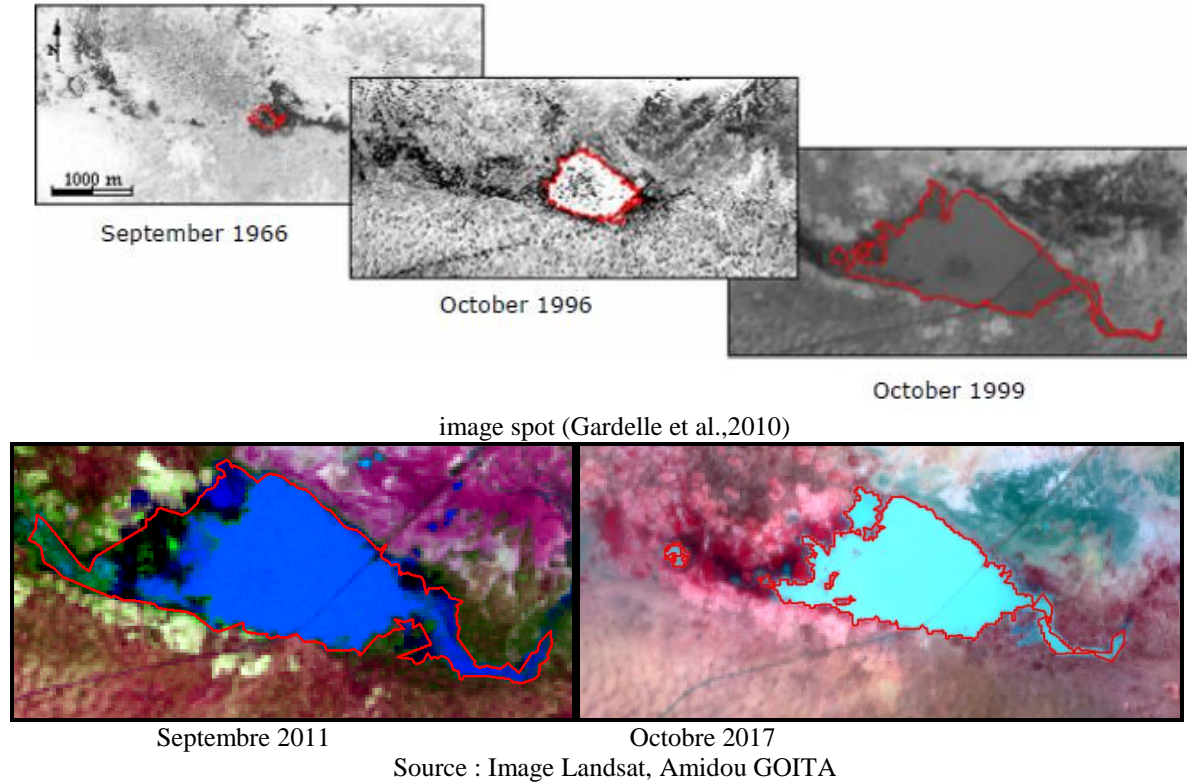 N
1000 m
September 1966
October 1996
October 1999
image spot (Gardelle et al.,2010)
Septembre 2011
Octobre 2017
Source : Image Landsat, Amidou GOITA